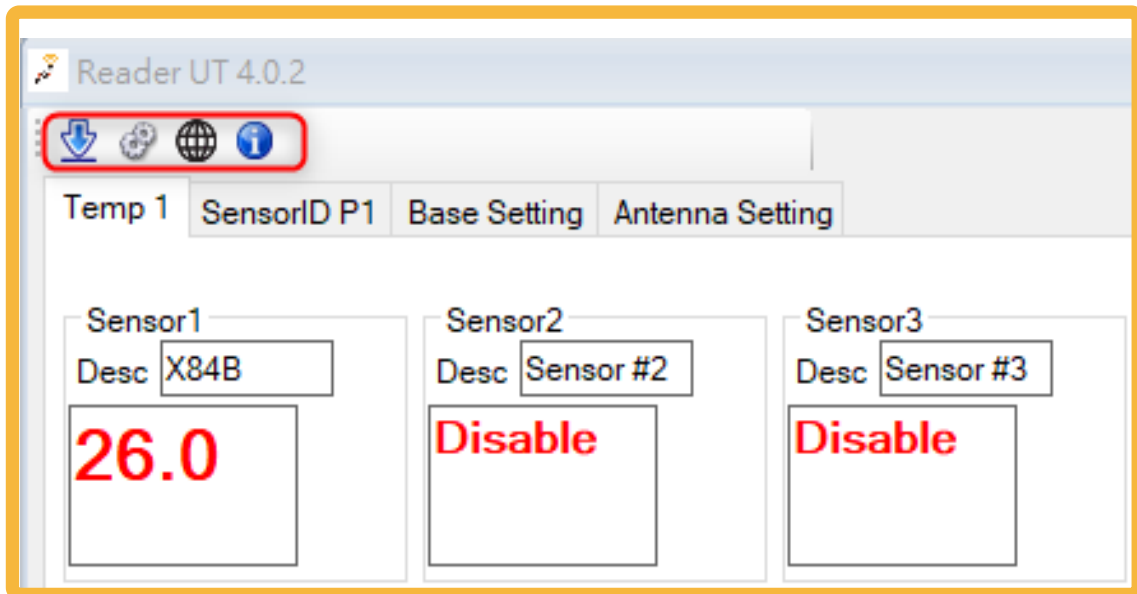 Reader UT 4.0.2
Temp 1 SensorID P1 Base Setting Antenna Setting
Sensor1 Sensor2 Sensor3
Desc X84B Desc Sensor #2 Desc Sensor #3
26.0 Disable Disable